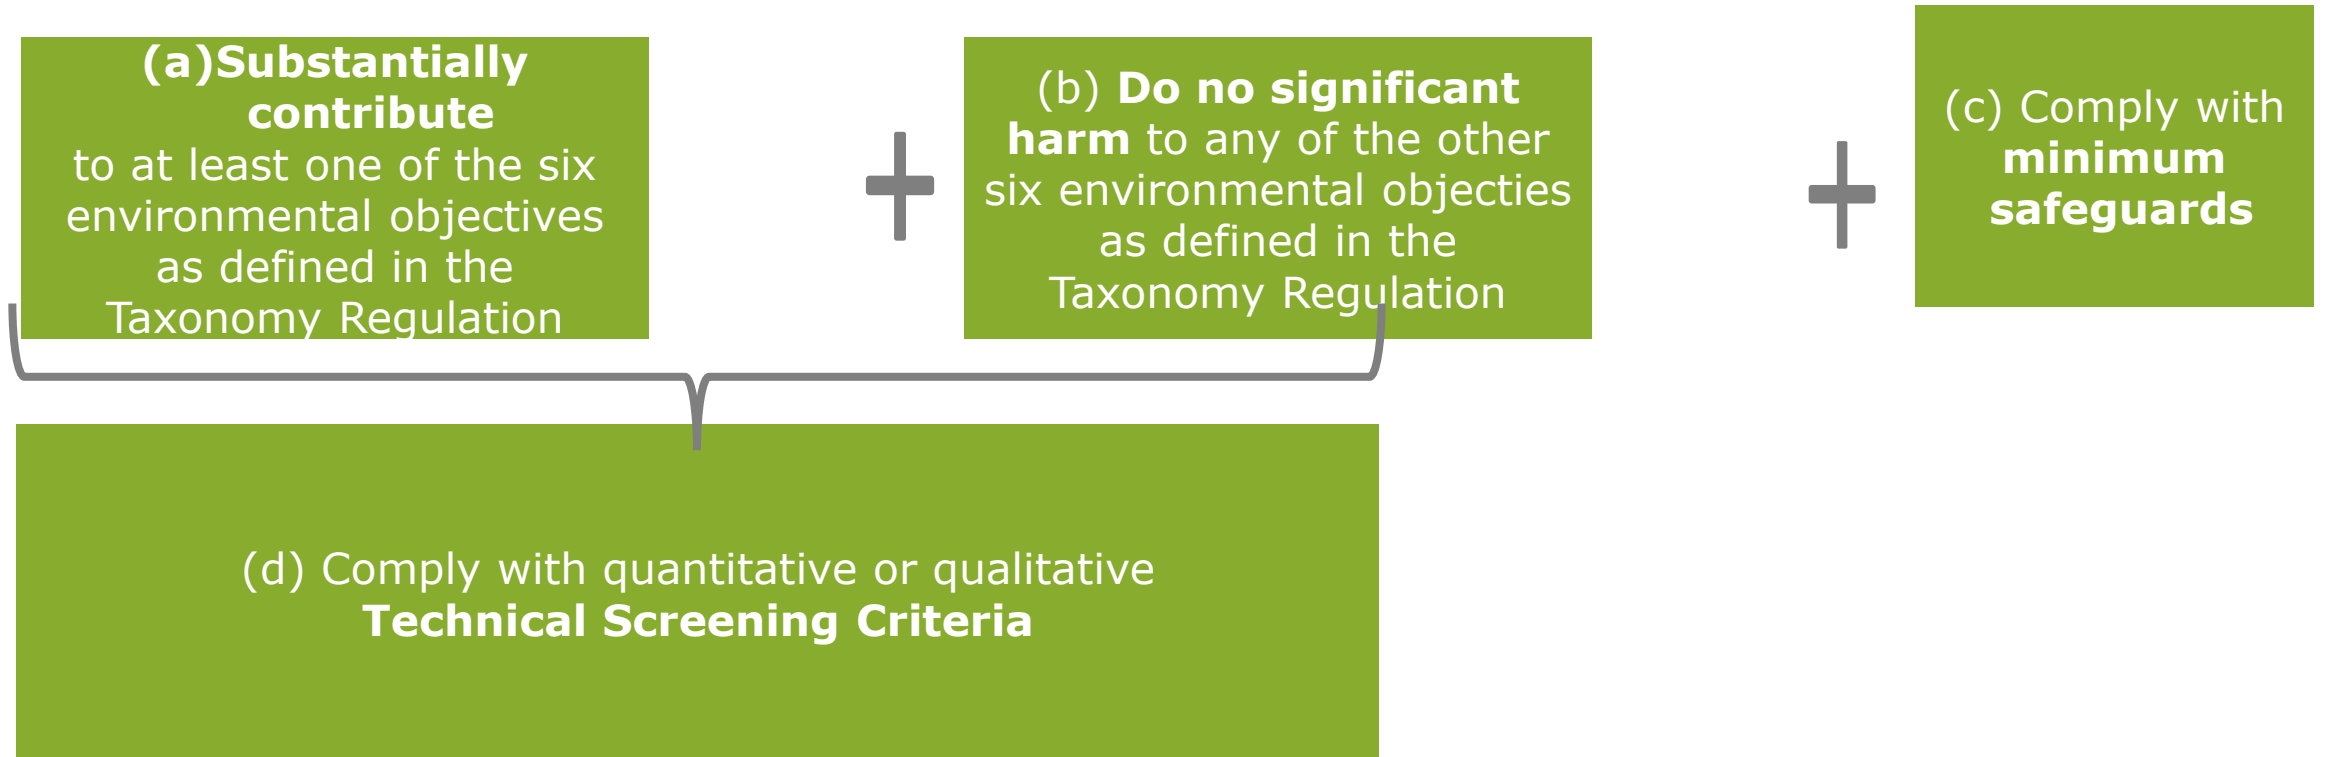 (a)Substantially
contribute
to at least one of the six
environmental objectives
as defined in the
Taxonomy Regulation
(b) Do no significant
harm to any of the other
six environmental objecties
as defined in the
Taxonomy Regulation
(c) Comply with
minimum
safeguards
(d) Comply with quantitative or qualitative
Technical Screening Criteria